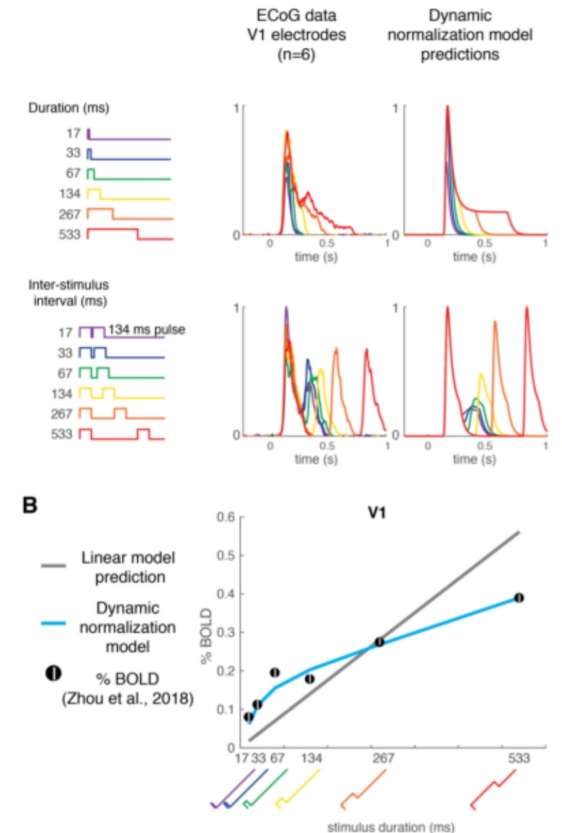 ECoG data
V1 electrodes
(n=6)
Dynamic
normalization model
predictions
Duration (ms)
17
33
67
134
267
533
1
0
0
0.5
1
time (s)
1
0
0
0.5
1
time (s)
Inter-stimulus
interval (ms)
17
134 ms pulse
33
67
134
267
533
1
0
0
0.5
1
time (s)
1
0
0
0.5
1
time (s)
B
V1
Linear model
prediction
Dynamic
normalization
model
% BOLD
(Zhou et al., 2018)
% BOLD
0.6
0.5
0.4
0.3
0.2
0.1
0
17 33 67 134 267 533
stimulus duration (ms)